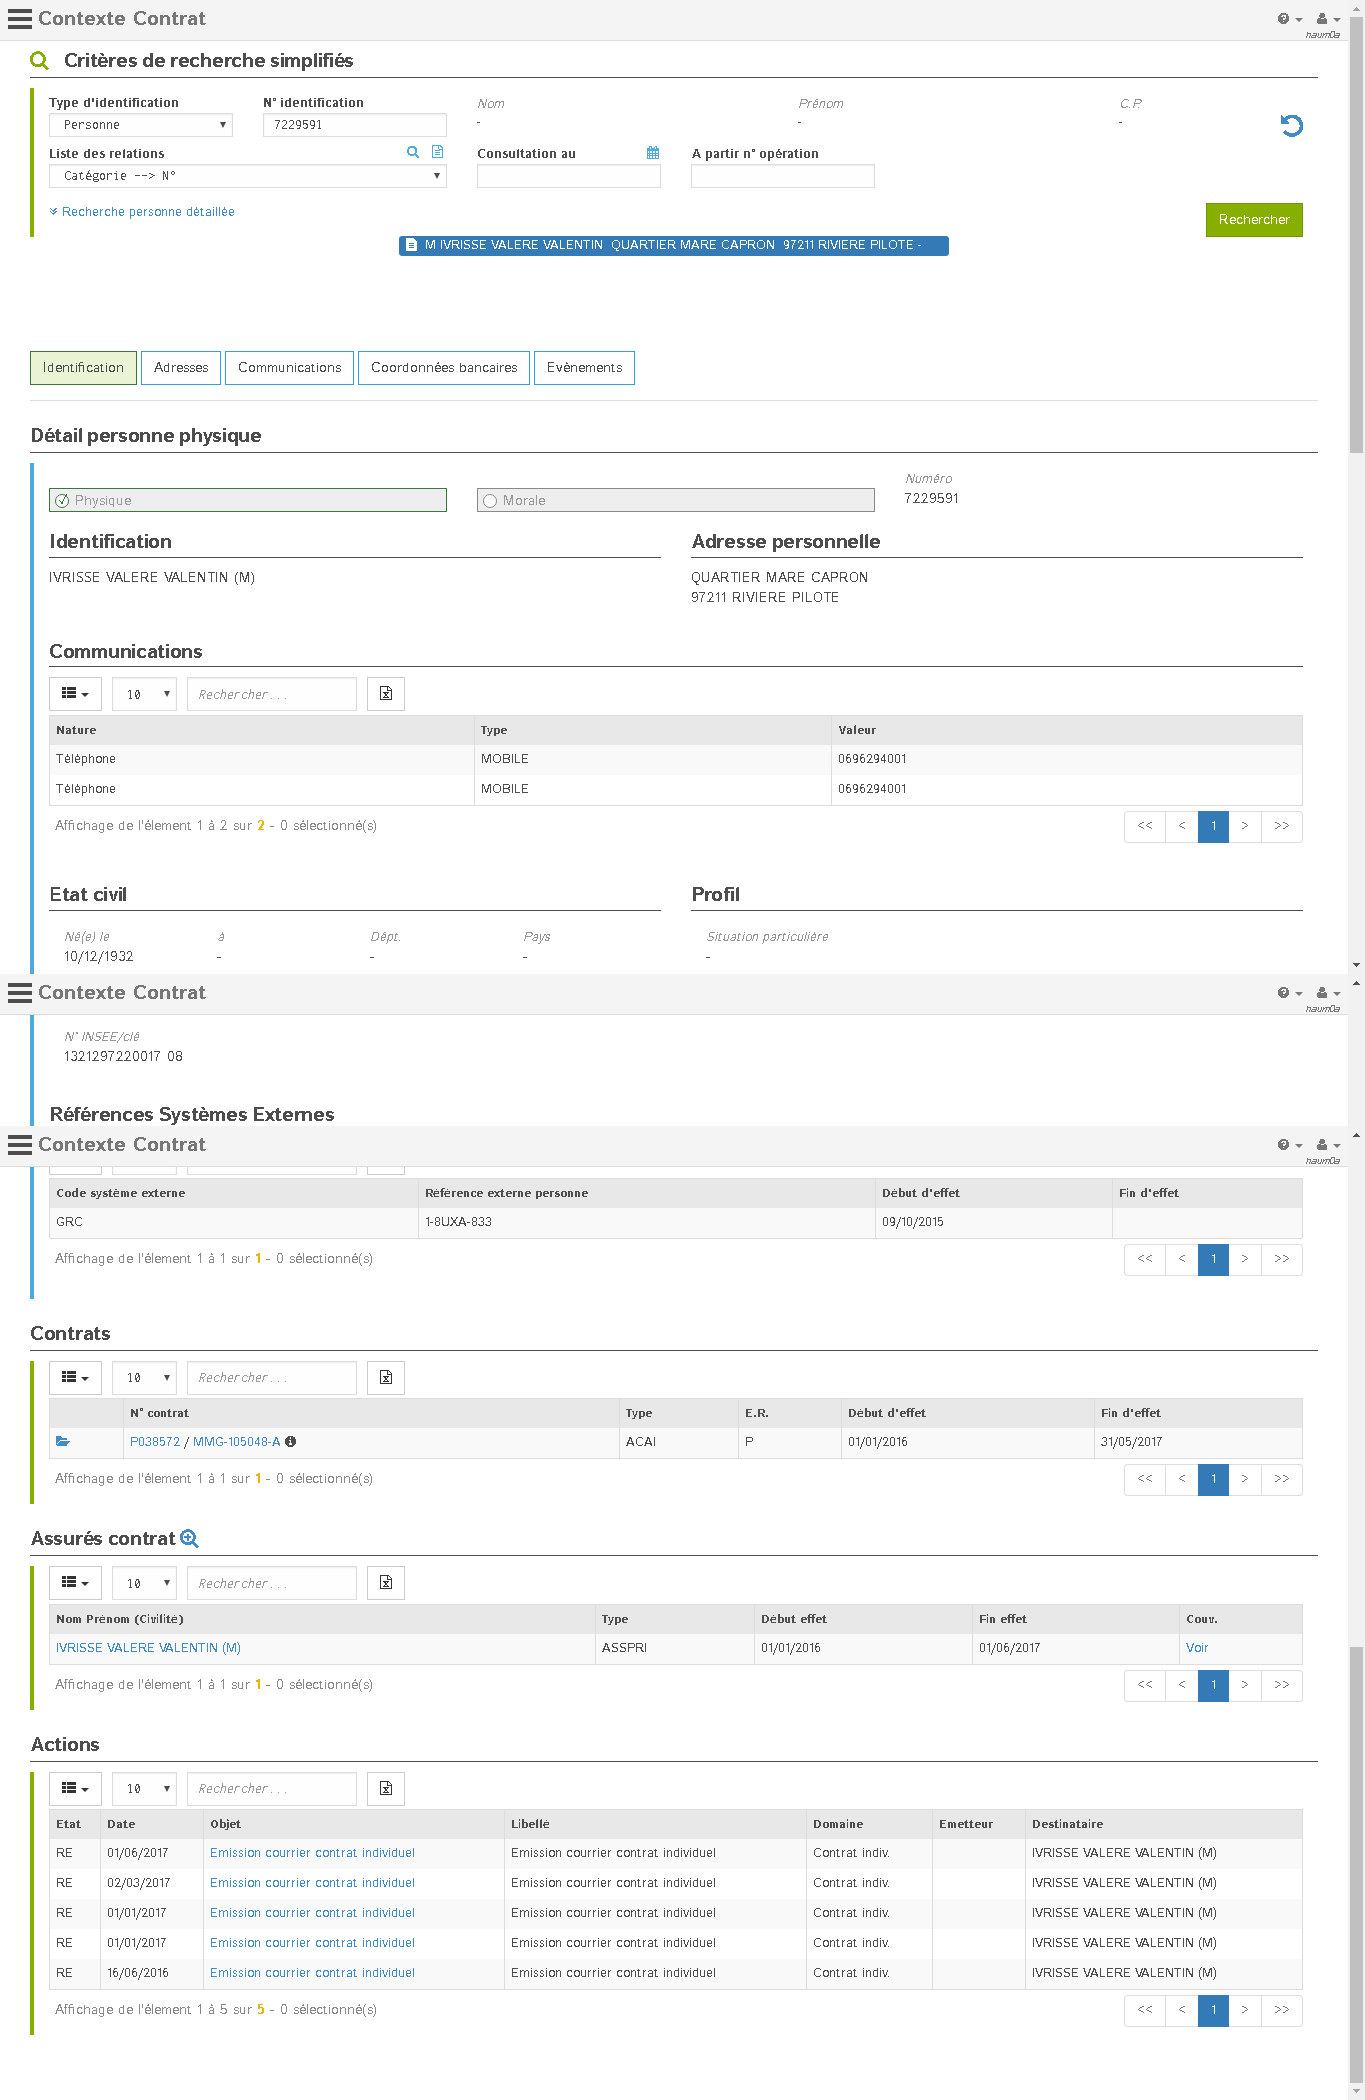 Contexte Contrat
haum0a
Critères de recherche simplifiés
Type d'identification N° identification Nom Prénom C.P.
Personne 7229591 - - -
Liste des relations Consultation au A partir n° opération
Catégorie --> N°
Recherche personne détaillée
Rechercher
M IVRISSE VALERE VALENTIN QUARTIER MARE CAPRON 97211 RIVIERE PILOTE -
Identification Adresses Communications Coordonnées bancaires Evènements
Détail personne physique
Numéro
Physique Morale 7229591
Identification Adresse personnelle
IVRISSE VALERE VALENTIN (M) QUARTIER MARE CAPRON
97211 RIVIERE PILOTE
Communications
10 Rechercher...
Nature Type Valeur
Téléphone MOBILE 0696294001
Téléphone MOBILE 0696294001
Affichage de l'élement 1 à 2 sur 2 - 0 sélectionné(s) << < 1 > >>
Etat civil Profil
Né(e) le à Dépt. Pays Situation particulière
10/12/1932 - - - -
Contexte Contrat
haum0a
N° INSEE/clé
1321297220017 08
Références Systèmes Externes
Contexte Contrat
haum0a
Code système externe Référence externe personne Début d'effet Fin d'effet
GRC 1-8UXA-833 09/10/2015
Affichage de l'élement 1 à 1 sur 1 - 0 sélectionné(s) << < 1 > >>
Contrats
10 Rechercher...
N° contrat Type E.R. Début d'effet Fin d'effet
P038572 / MMG-105048-A ACAI P 01/01/2016 31/05/2017
Affichage de l'élement 1 à 1 sur 1 - 0 sélectionné(s) << < 1 > >>
Assurés contrat
10 Rechercher...
Nom Prénom (Civilité) Type Début effet Fin effet Couv.
IVRISSE VALERE VALENTIN (M) ASSPRI 01/01/2016 01/06/2017 Voir
Affichage de l'élement 1 à 1 sur 1 - 0 sélectionné(s) << < 1 > >>
Actions
10 Rechercher...
Etat Date Objet Libellé Domaine Emetteur Destinataire
RE 01/06/2017 Emission courrier contrat individuel Emission courrier contrat individuel Contrat indiv. IVRISSE VALERE VALENTIN (M)
RE 02/03/2017 Emission courrier contrat individuel Emission courrier contrat individuel Contrat indiv. IVRISSE VALERE VALENTIN (M)
RE 01/01/2017 Emission courrier contrat individuel Emission courrier contrat individuel Contrat indiv. IVRISSE VALERE VALENTIN (M)
RE 01/01/2017 Emission courrier contrat individuel Emission courrier contrat individuel Contrat indiv. IVRISSE VALERE VALENTIN (M)
RE 16/06/2016 Emission courrier contrat individuel Emission courrier contrat individuel Contrat indiv. IVRISSE VALERE VALENTIN (M)
Affichage de l'élement 1 à 5 sur 5 - 0 sélectionné(s) << < 1 > >>